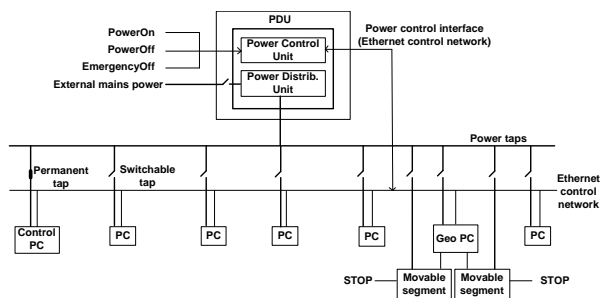 PDU
PowerOn
PowerOff
EmergencyOff
External mains power
Power Control
Unit
Power Distrib.
Unit
Power control interface
(Ethernet control network)
Power taps
Permanent
tap
Switchable
tap
Ethernet
control
network
Control
PC
PC
PC
PC
PC
Geo PC
PC
STOP
Movable
segment
Movable
segment
STOP